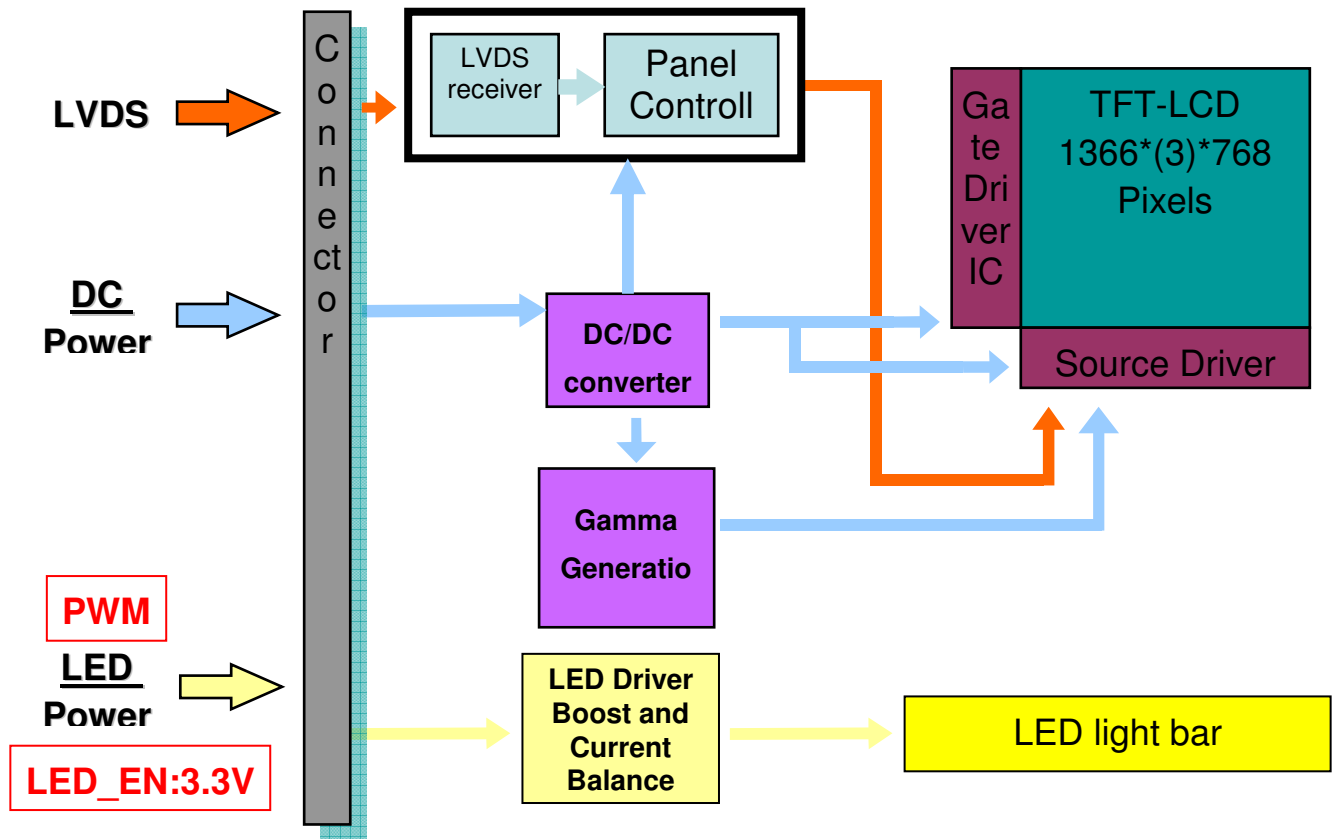 C
o
n
n
e
ct
o
r
LVDS
LVDS
receiver
Panel
Controll
Ga
te
Dri
ver
IC
TFT-LCD
1366*(3)*768
Pixels
Source Driver
DC
Power
DC/DC
converter
Gamma
Generatio
PWM
LED
Power
LED_EN:3.3V
LED Driver
Boost and
Current
Balance
LED light bar